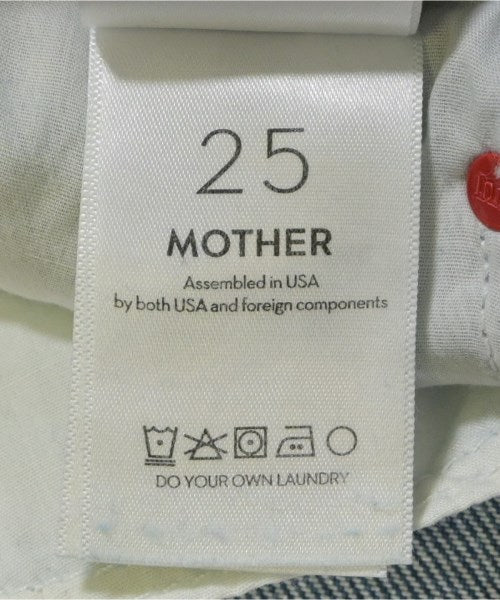 25
MOTHER
Assembled in USA
by both USA and foreign components
DO YOUR OWN LAUNDRY